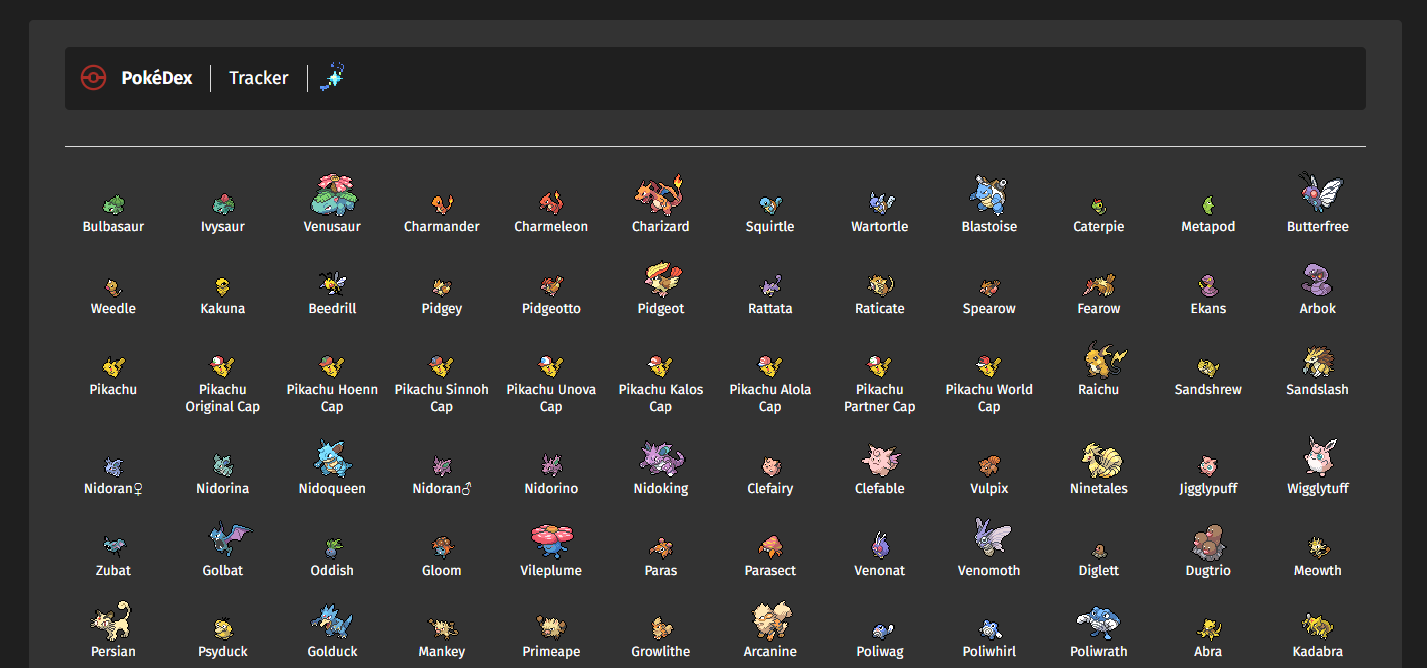 PokéDex Tracker
Bulbasaur Ivysaur Venusaur Charmander Charmeleon Charizard Squirtle Wartortle Blastoise Caterpie Metapod Butterfree
Weedle Kakuna Beedrill Pidgey Pidgeotto Pidgeot Rattata Raticate Spearow Fearow Ekans Arbok
Pikachu Pikachu Pikachu Hoenn Pikachu Sinnoh Pikachu Unova Pikachu Kalos Pikachu Alola Pikachu Pikachu World Raichu Sandshrew Sandslash
Original Cap Cap Cap Cap Cap Cap Partner Cap Cap
Nidoran♀ Nidorina Nidoqueen Nidoran♂ Nidorino Nidoking Clefairy Clefable Vulpix Ninetales Jigglypuff Wigglytuff
Zubat Golbat Oddish Gloom Vileplume Paras Parasect Venonat Venomoth Diglett Dugtrio Meowth
Persian Psyduck Golduck Mankey Primeape Growlithe Arcanine Poliwag Poliwhirl Poliwrath Abra Kadabra